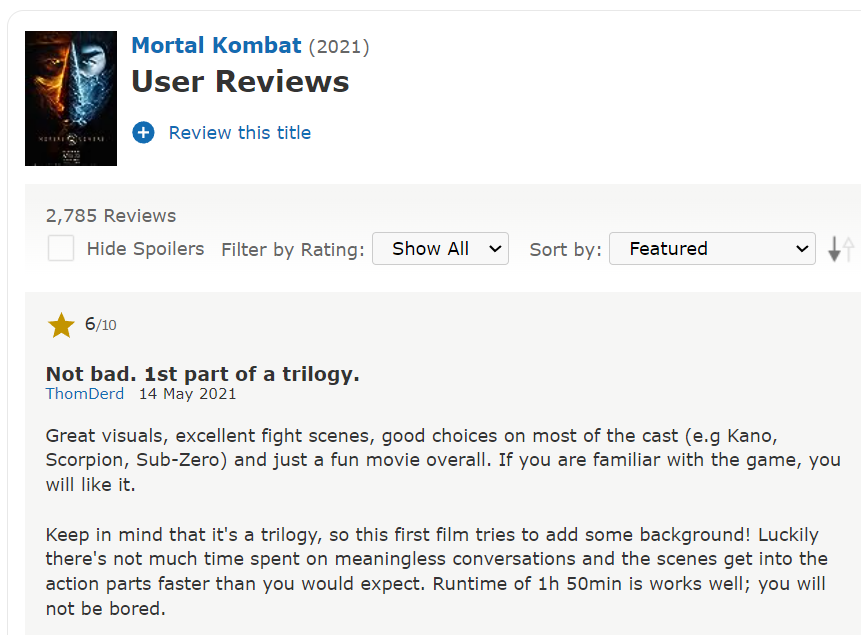 Mortal Kombat (2021)
User Reviews
Review this title
MORTAL KOMBAT
2,785 Reviews
Hide Spoilers Filter by Rating: Show All Sort by: Featured
6/10
Not bad. 1st part of a trilogy.
ThomDerd 14 May 2021
Great visuals, excellent fight scenes, good choices on most of the cast (e.g Kano,
Scorpion, Sub-Zero) and just a fun movie overall. If you are familiar with the game, you
will like it.
Keep in mind that it's a trilogy, so this first film tries to add some background! Luckily
there's not much time spent on meaningless conversations and the scenes get into the
action parts faster than you would expect. Runtime of 1h 50min is works well; you will
not be bored.